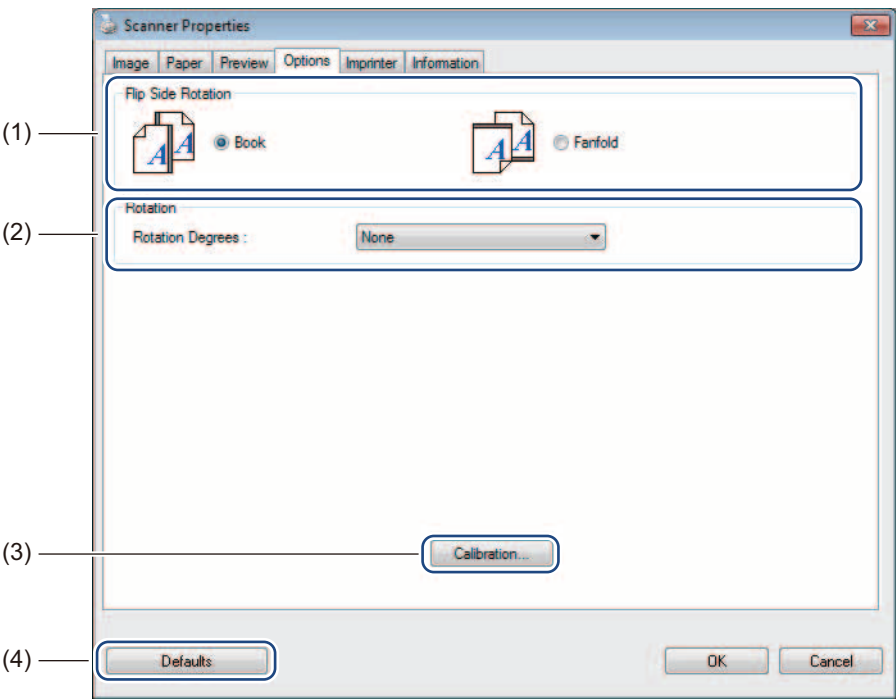 Scanner Properties
Image Paper Preview Options Imprinter Information
(1)
Flip Side Rotation
A A Book A A Fanfold
(2)
Rotation
Rotation Degrees : None
(3)
Calibration...
(4)
Defaults OK Cancel